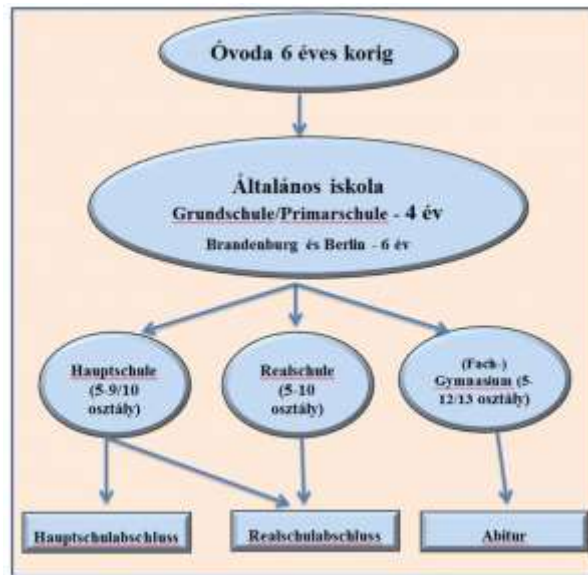 Óvoda 6 éves korig
Általános iskola
Grundschule/Primarschule - 4 év
Brandenburg és Berlin - 6 év
Hauptschule
(5-9/10
osztály)
Realschule
(5-10
osztály)
(Fach-)
Gymnasium (5-
12/13 osztály)
Hauptschulabschluss
Realschulabschluss
Abitur